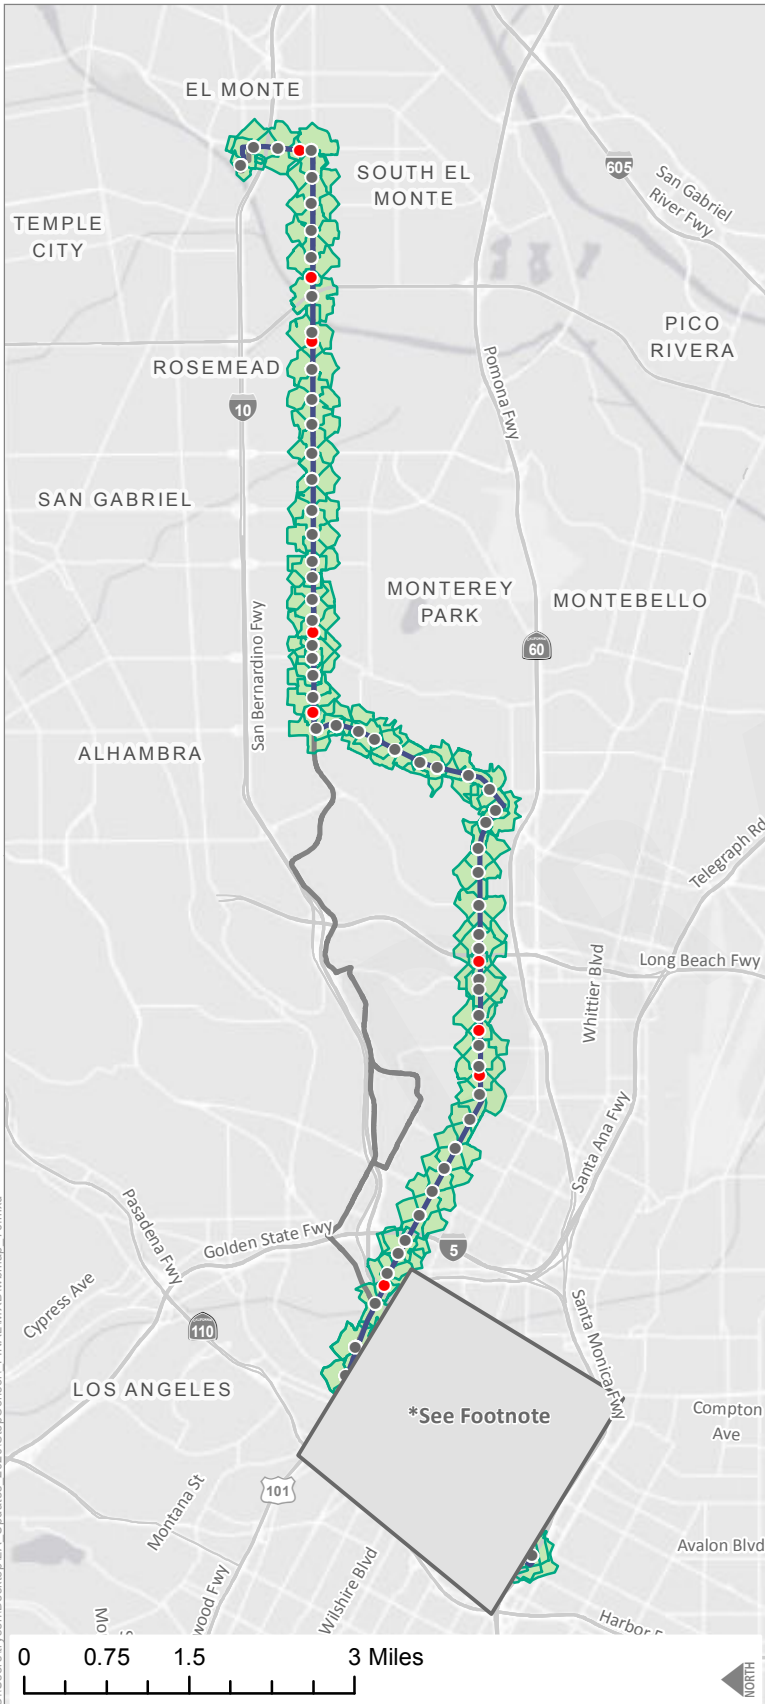 EL MONTE
SOUTH EL
MONTE
605
San Gabriel
River Fwy
TEMPLE
CITY
PICO
RIVERA
ROSEMEAD
10
Pomona Fwy
SAN GABRIEL
MONTEREY
PARK
MONTEBELLO
San Bernardino Fwy
60
ALHAMBRA
Telegraph Rd
Whittier Blvd
Long Beach Fwy
Santa Ana Fwy
Pasadena Fwy
Golden State Fwy
5
Cypress Ave
110
Santa Monica Fwy
LOS ANGELES
*See Footnote
Compton
Ave
101
Montana St
Avalon Blvd
Wilshire Blvd
wood Fwy
Harbor
0 0.75 1.5 3 Miles
NORTH